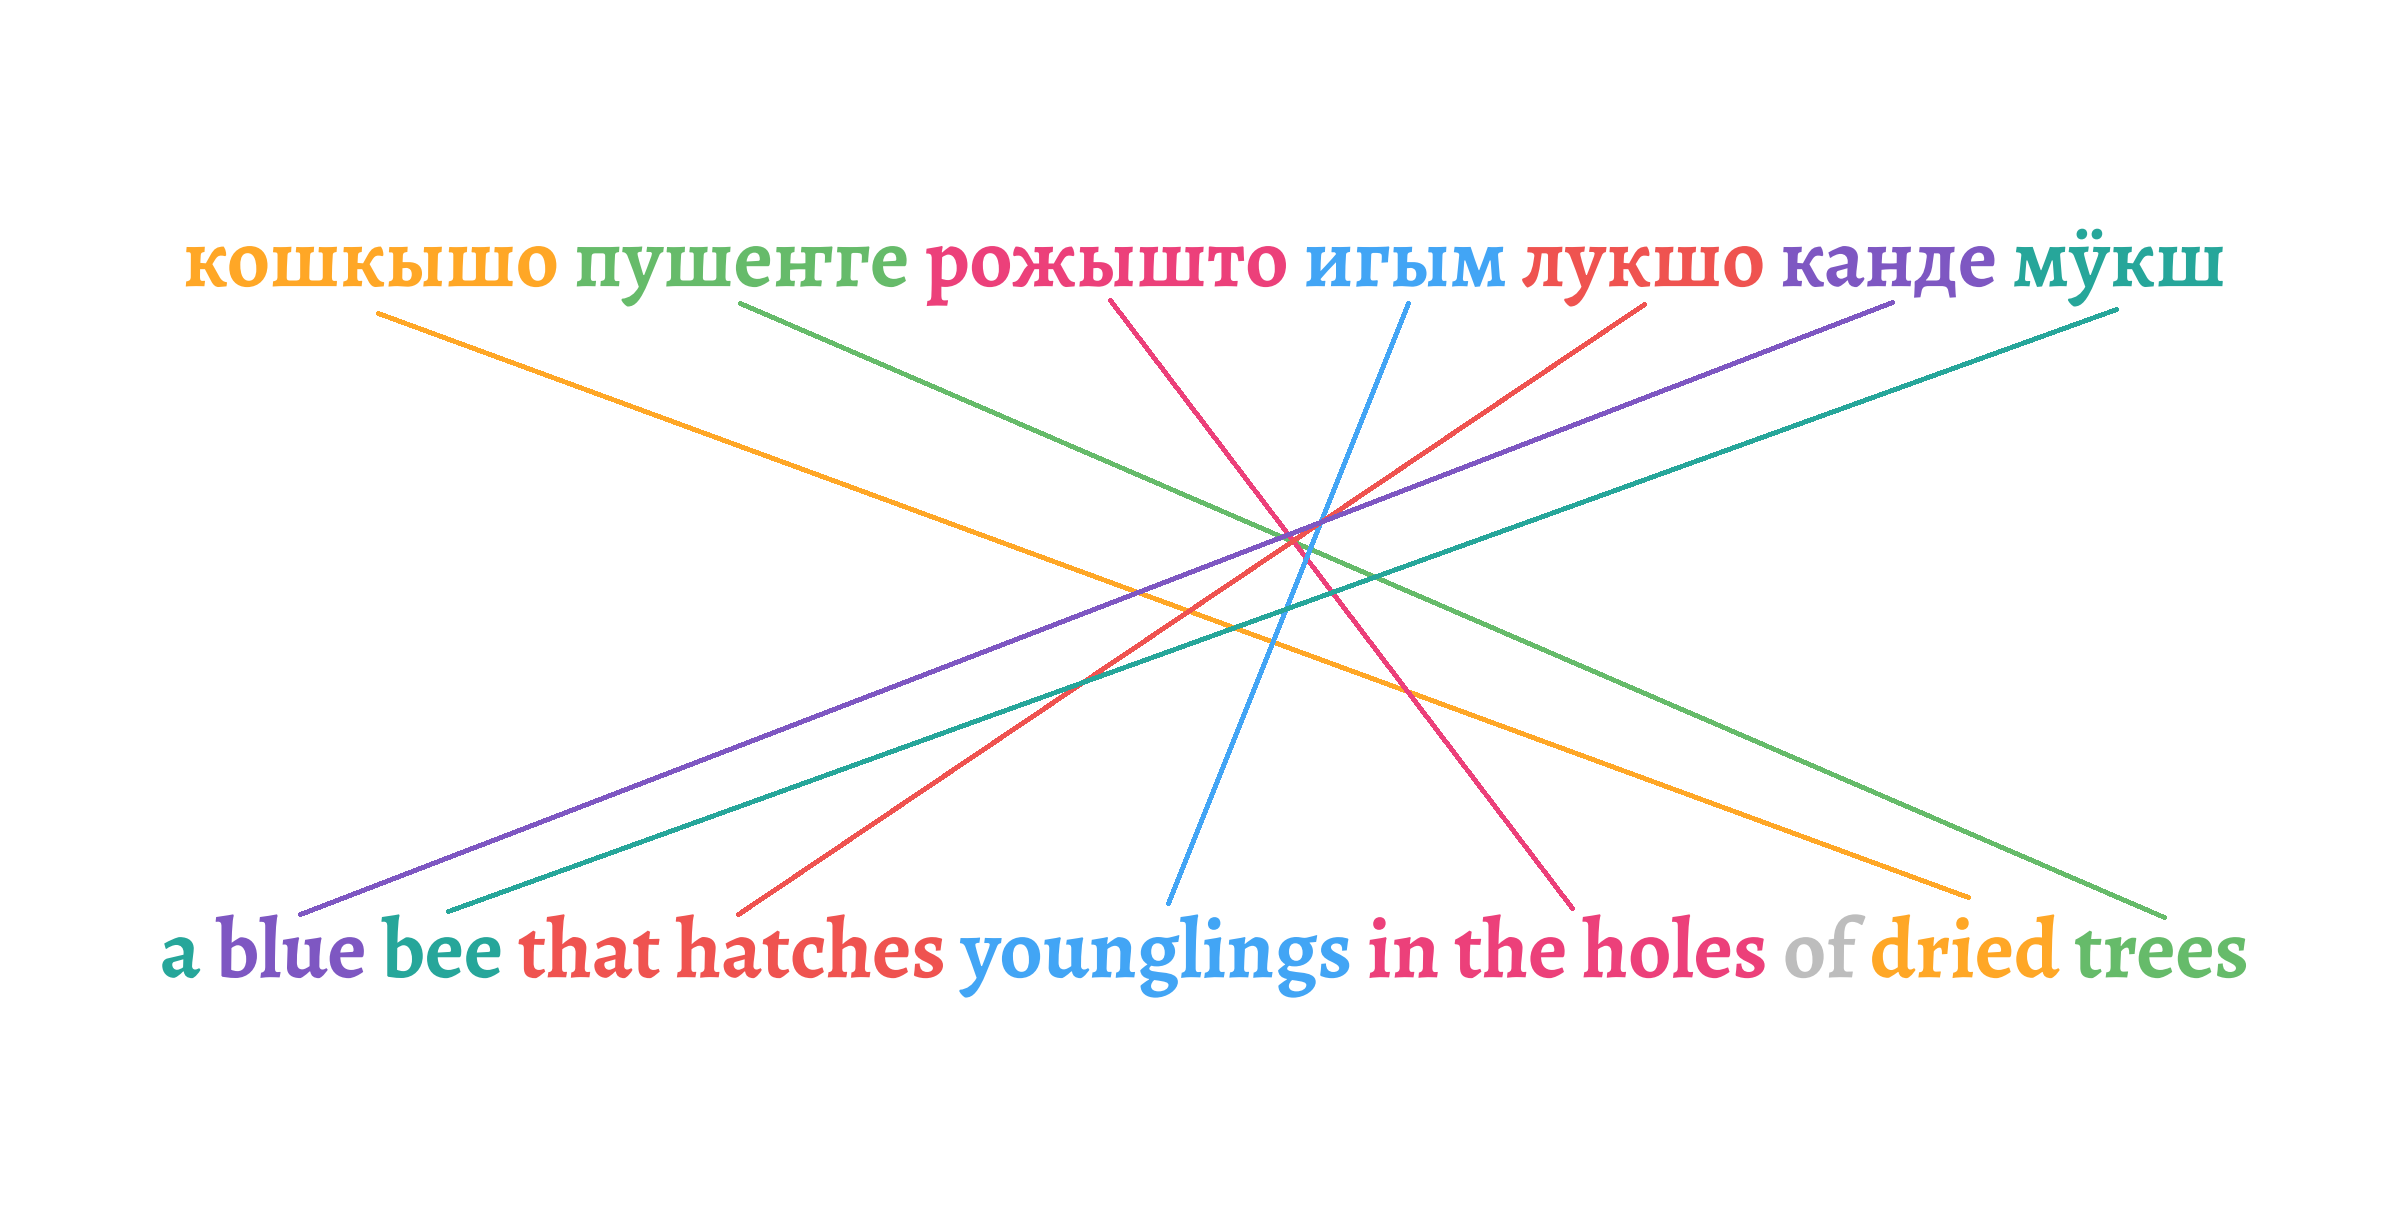 кошкышо пушеҥге рожышто игым лукшо канде мӱкш
a blue bee that hatches younglings in the holes of dried trees